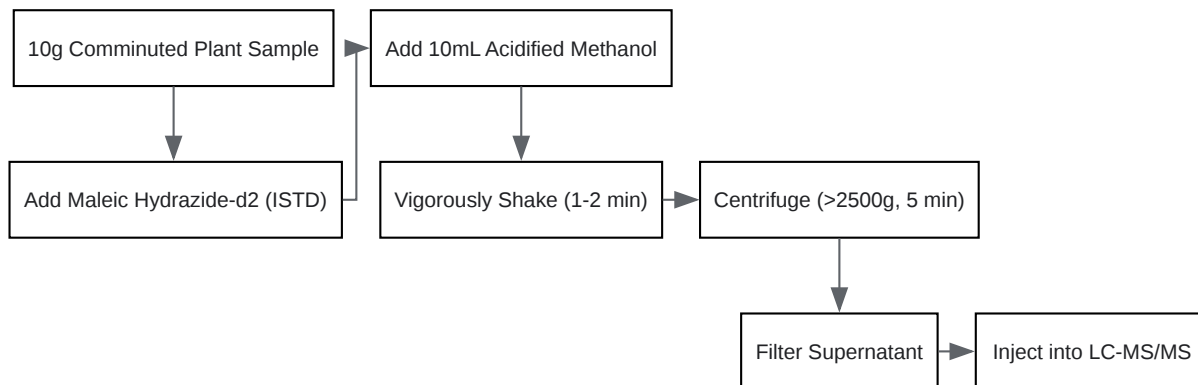 10g Comminuted Plant Sample
Add Maleic Hydrazide-d2 (ISTD)
Add 10mL Acidified Methanol
Vigorously Shake (1-2 min)
Centrifuge (>2500g, 5 min)
Filter Supernatant
Inject into LC-MS/MS